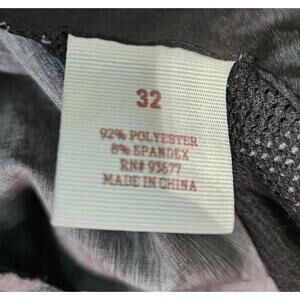 32
92% POLYESTER
8% SPANDEX
RN# 93677
MADE IN CHINA